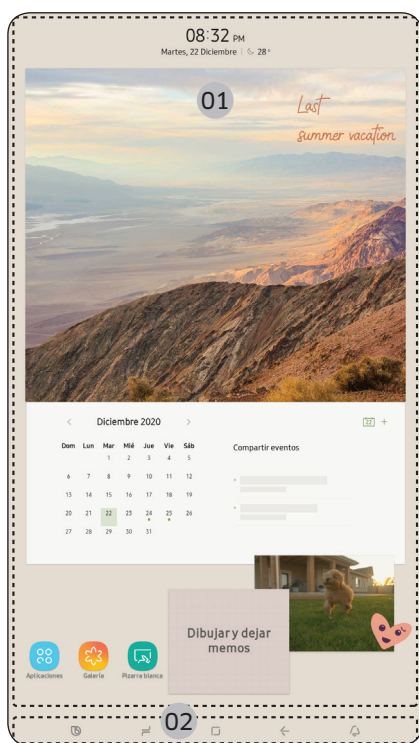 08:32 PM
Martes, 22 Diciembre | 28°
01
Last
summer vacation
< Diciembre 2020 >
Dom Lun Mar Mié Jue Vie Sáb
1 2 3 4 5
6 7 8 9 10 11 12
13 14 15 16 17 18 19
20 21 22 23 24 25 26
27 28 29 30 31
Compartir eventos
Dibujar y dejar
memos
Aplicaciones Galería Pizarra blanca
02